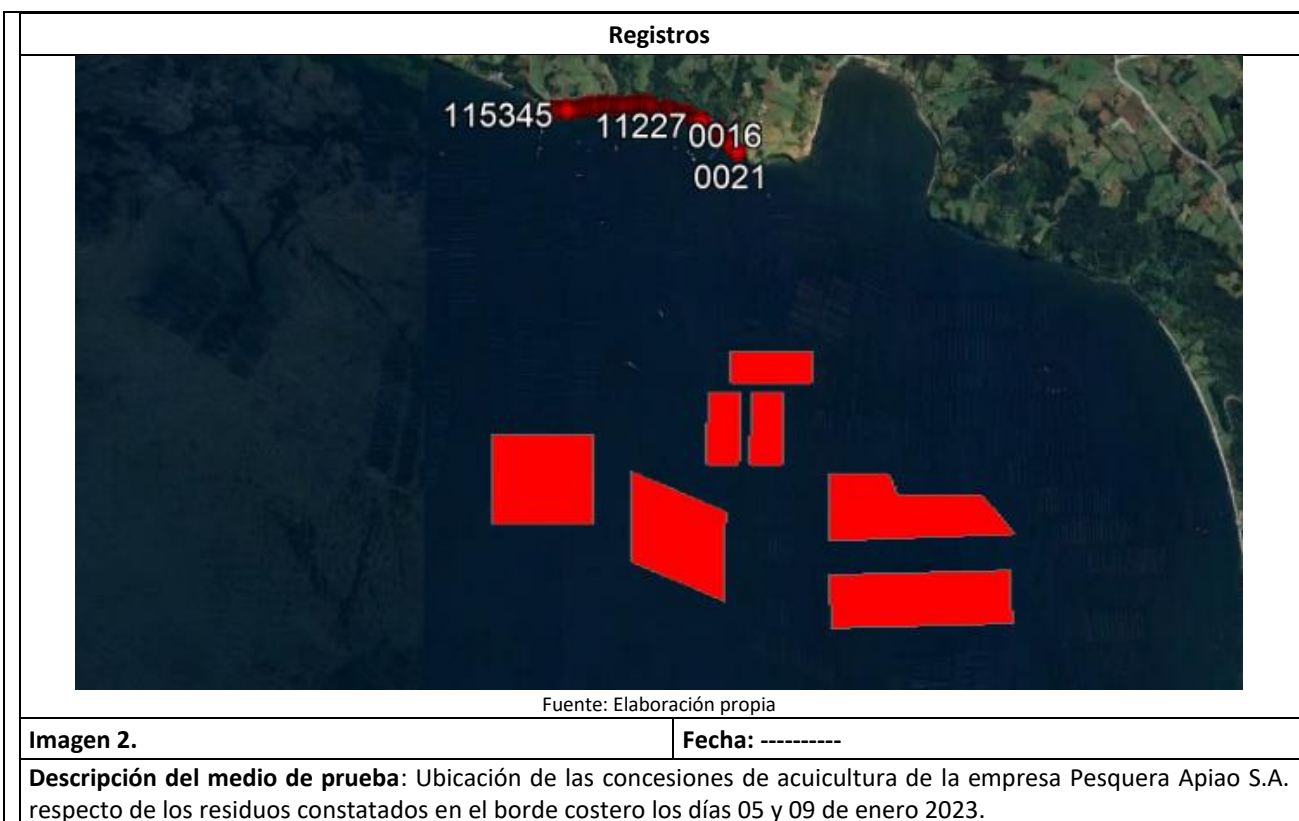 Registros
115345
11227
0016
0021
Fuente: Elaboración propia
Imagen 2.
Fecha: ----------
Descripción del medio de prueba: Ubicación de las concesiones de acuicultura de la empresa Pesquera Apiao S.A.
respecto de los residuos constatados en el borde costero los días 05 y 09 de enero 2023.